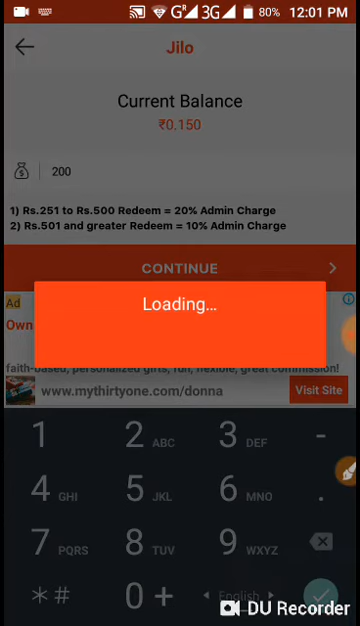 G R 3G 80% 12:01 PM
Jilo
Current Balance
₹0.150
200
1) Rs.251 to Rs.500 Redeem = 20% Admin Charge
2) Rs.501 and greater Redeem = 10% Admin Charge
CONTINUE
Loading...
Ad
Own
faith-based, personalized gifts, fun, flexible, great commission!
www.mythirtyone.com/donna
Visit Site
1 2 ABC 3 DEF -
4 GHI 5 JKL 6 MNO .
7 PQRS 8 TUV 9 WXYZ
*# 0 + English
DU Recorder